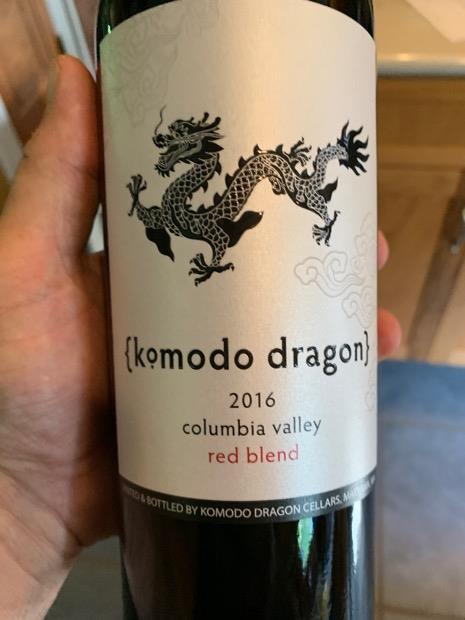 {komodo dragon}
2016
columbia valley
red blend
& BOTTLED BY KOMODO DRAGON CELLARS,